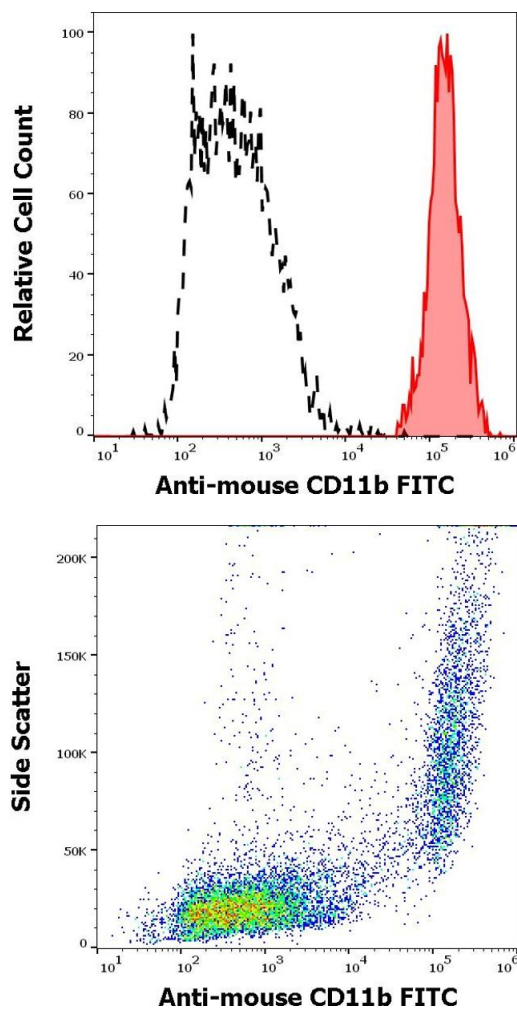 100
80
60
40
20
0
Relative Cell Count
10¹ 10² 10³ 10⁴ 10⁵ 10⁶
Anti-mouse CD11b FITC
200K
150K
100K
50K
0
Side Scatter
10¹ 10² 10³ 10⁴ 10⁵ 10⁶
Anti-mouse CD11b FITC